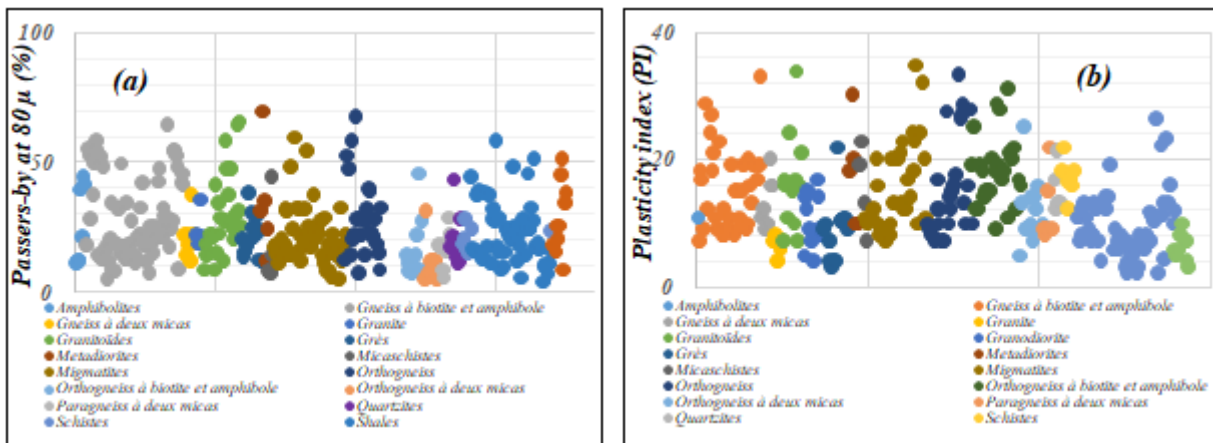 100
(a)
Passers-by at 80 µ (%)
50
0
Amphibolites
Gneiss à biotite et amphibole
Gneiss à deux micas
Granite
Granitoïdes
Grès
Metadiorites
Micaschistes
Migmatites
Orthogneiss
Orthogneiss à biotite et amphibole
Orthogneiss à deux micas
Paragneiss à deux micas
Quartzites
Schistes
Shales
40
(b)
Plasticity index (PI)
20
0
Amphibolites
Gneiss à biotite et amphibole
Gneiss à deux micas
Granite
Granitoïdes
Granodiorite
Grès
Metadiorites
Micaschistes
Migmatites
Orthogneiss
Orthogneiss à biotite et amphibole
Orthogneiss à deux micas
Paragneiss à deux micas
Quartzites
Schistes